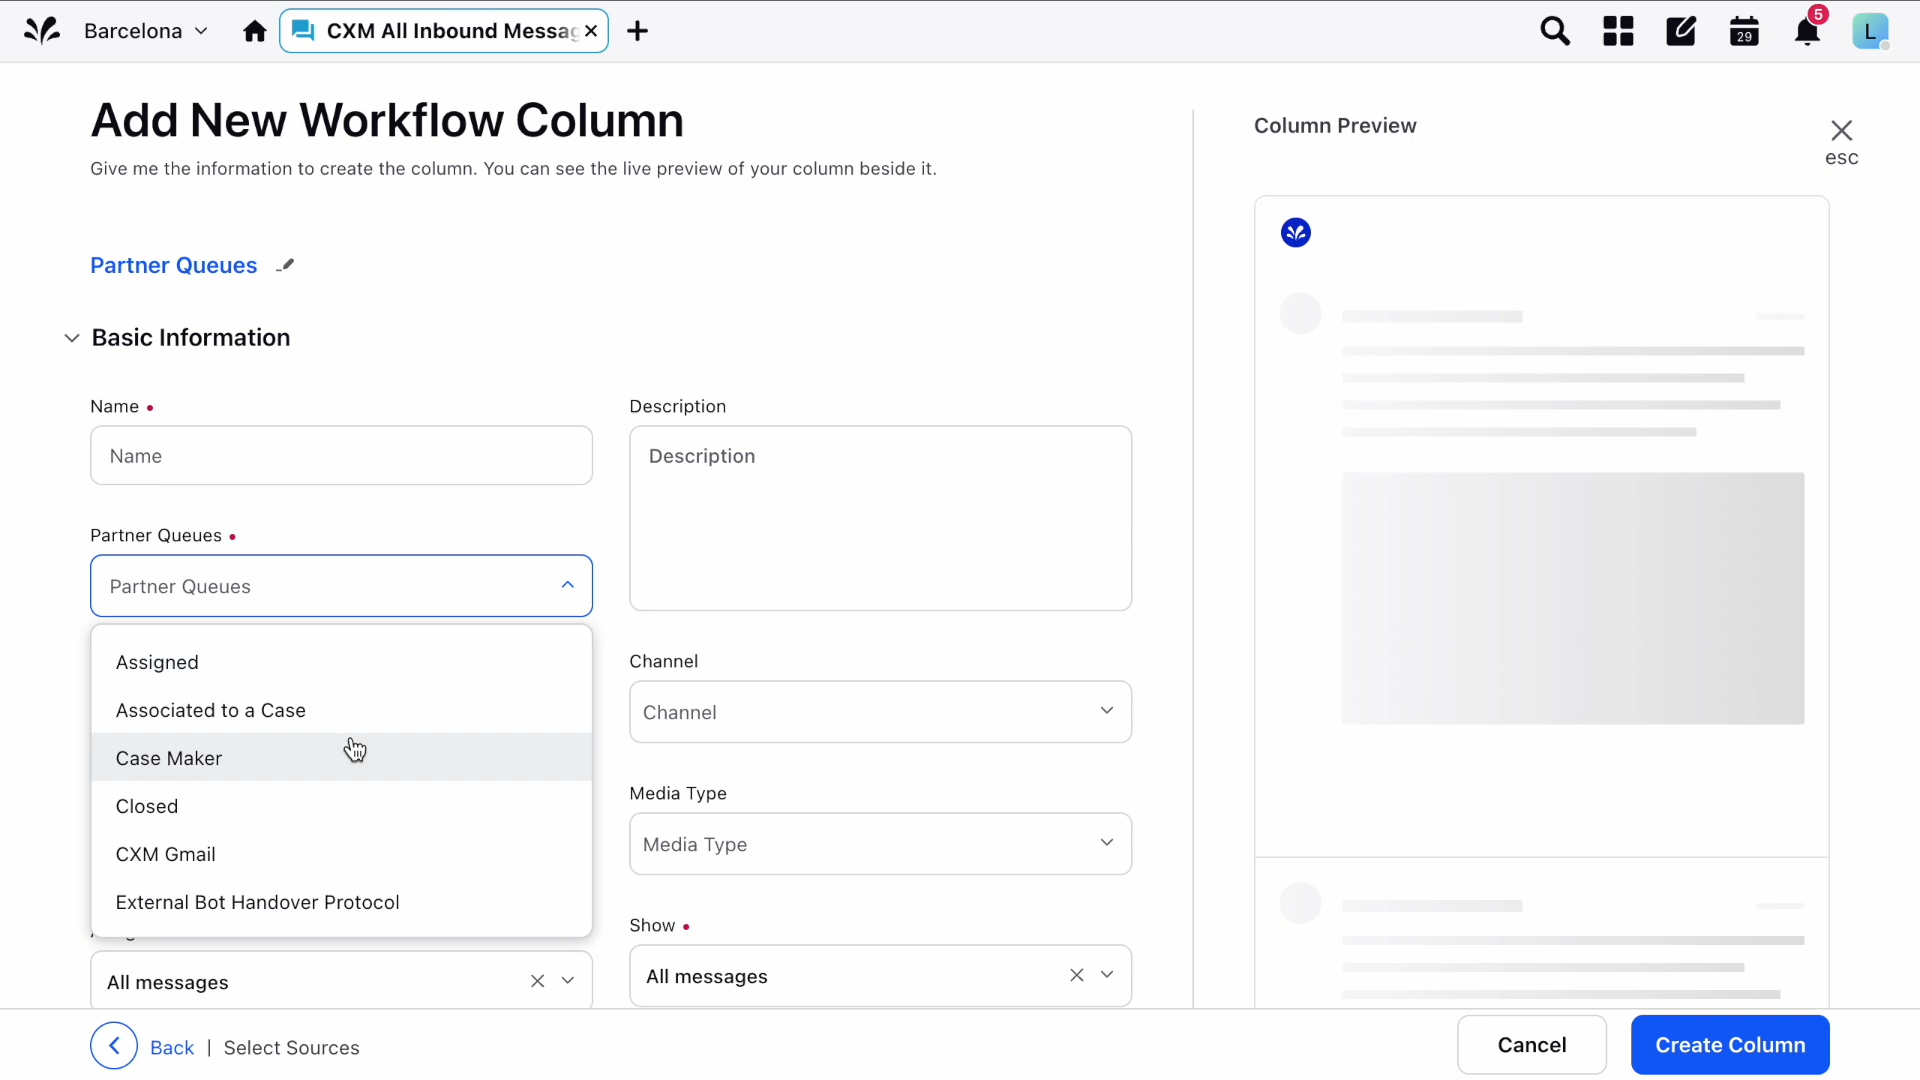 Barcelona
CXM All Inbound Messag
29
5
L
Add New Workflow Column
Give me the information to create the column. You can see the live preview of your column beside it.
Column Preview
esc
Partner Queues
Basic Information
Name
Description
Name
Description
Partner Queues
Partner Queues
Assigned
Associated to a Case
Case Maker
Closed
CXM Gmail
External Bot Handover Protocol
Channel
Channel
Media Type
Media Type
Show
All messages
All messages
Back | Select Sources
Cancel
Create Column